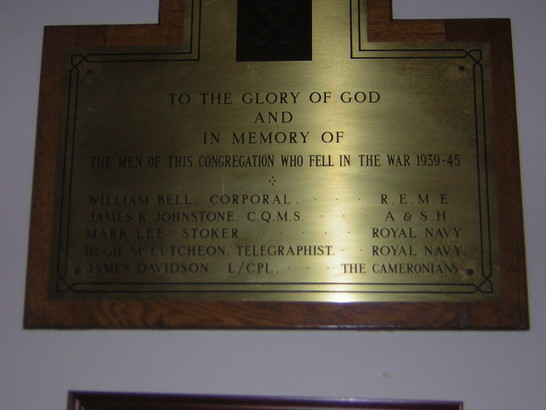 TO THE GLORY OF GOD
AND
IN MEMORY OF
THE MEN OF THIS CONGREGATION WHO FELL IN THE WAR 1939-45
WILLIAM BELL. CORPORAL. R.E.M.E.
JAMES K. JOHNSTONE. C.Q.M.S. A & S.H.
MARK LEE. STOKER. ROYAL NAVY.
HUGH McCUTCHEON. TELEGRAPHIST. ROYAL NAVY.
JAMES DAVIDSON. L/CPL. THE CAMERONIANS.